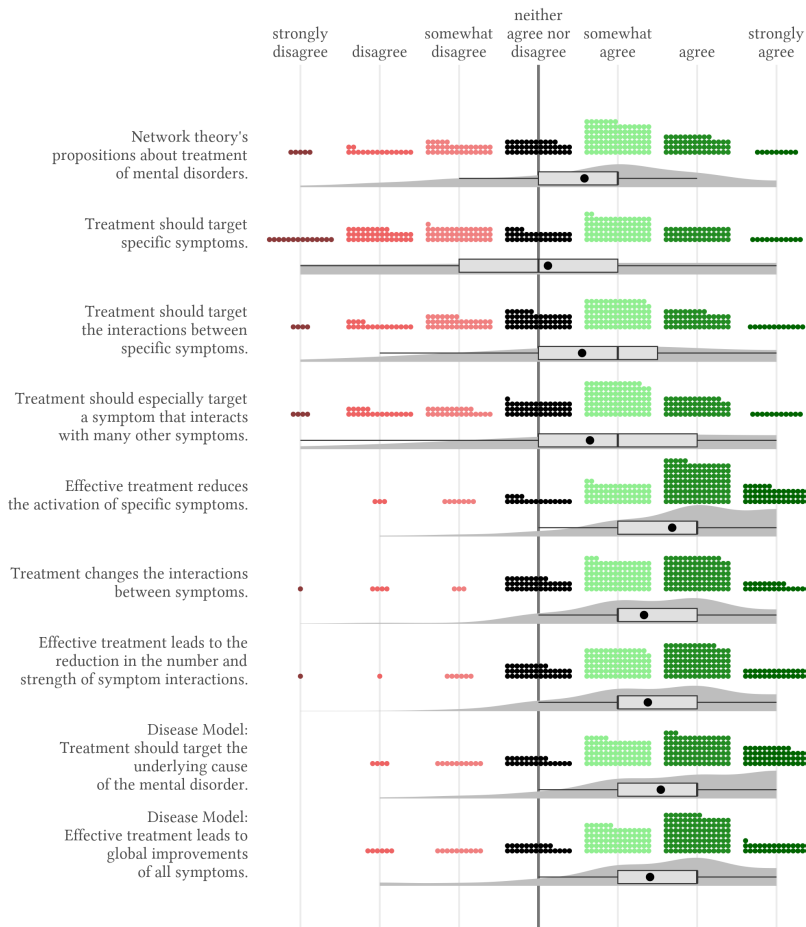 strongly
disagree
disagree
somewhat
disagree
neither
agree nor
disagree
somewhat
agree
agree
strongly
agree
Network theory's
propositions about treatment
of mental disorders.
Treatment should target
specific symptoms.
Treatment should target
the interactions between
specific symptoms.
Treatment should especially target
a symptom that interacts
with many other symptoms.
Effective treatment reduces
the activation of specific symptoms.
Treatment changes the interactions
between symptoms.
Effective treatment leads to the
reduction in the number and
strength of symptom interactions.
Disease Model:
Treatment should target the
underlying cause
of the mental disorder.
Disease Model:
Effective treatment leads to
global improvements
of all symptoms.